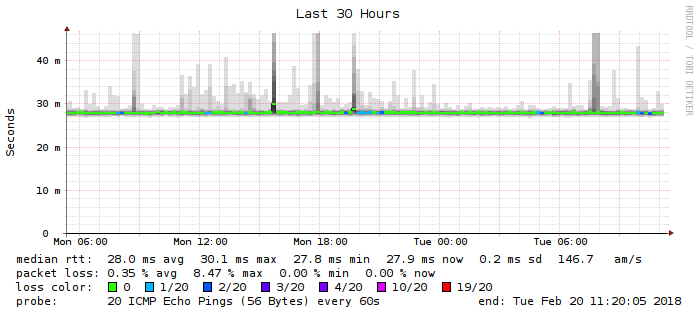 Last 30 Hours
RRDTOOL / TOBI OETIKER
Seconds
40 m
30 m
20 m
10 m
0
Mon 06:00 Mon 12:00 Mon 18:00 Tue 00:00 Tue 06:00
median rtt: 28.0 ms avg 30.1 ms max 27.8 ms min 27.9 ms now 0.2 ms sd 146.7 am/s
packet loss: 0.35 % avg 8.47 % max 0.00 % min 0.00 % now
loss color: 0 1/20 2/20 3/20 4/20 10/20 19/20
probe: 20 ICMP Echo Pings (56 Bytes) every 60s end: Tue Feb 20 11:20:05 2018